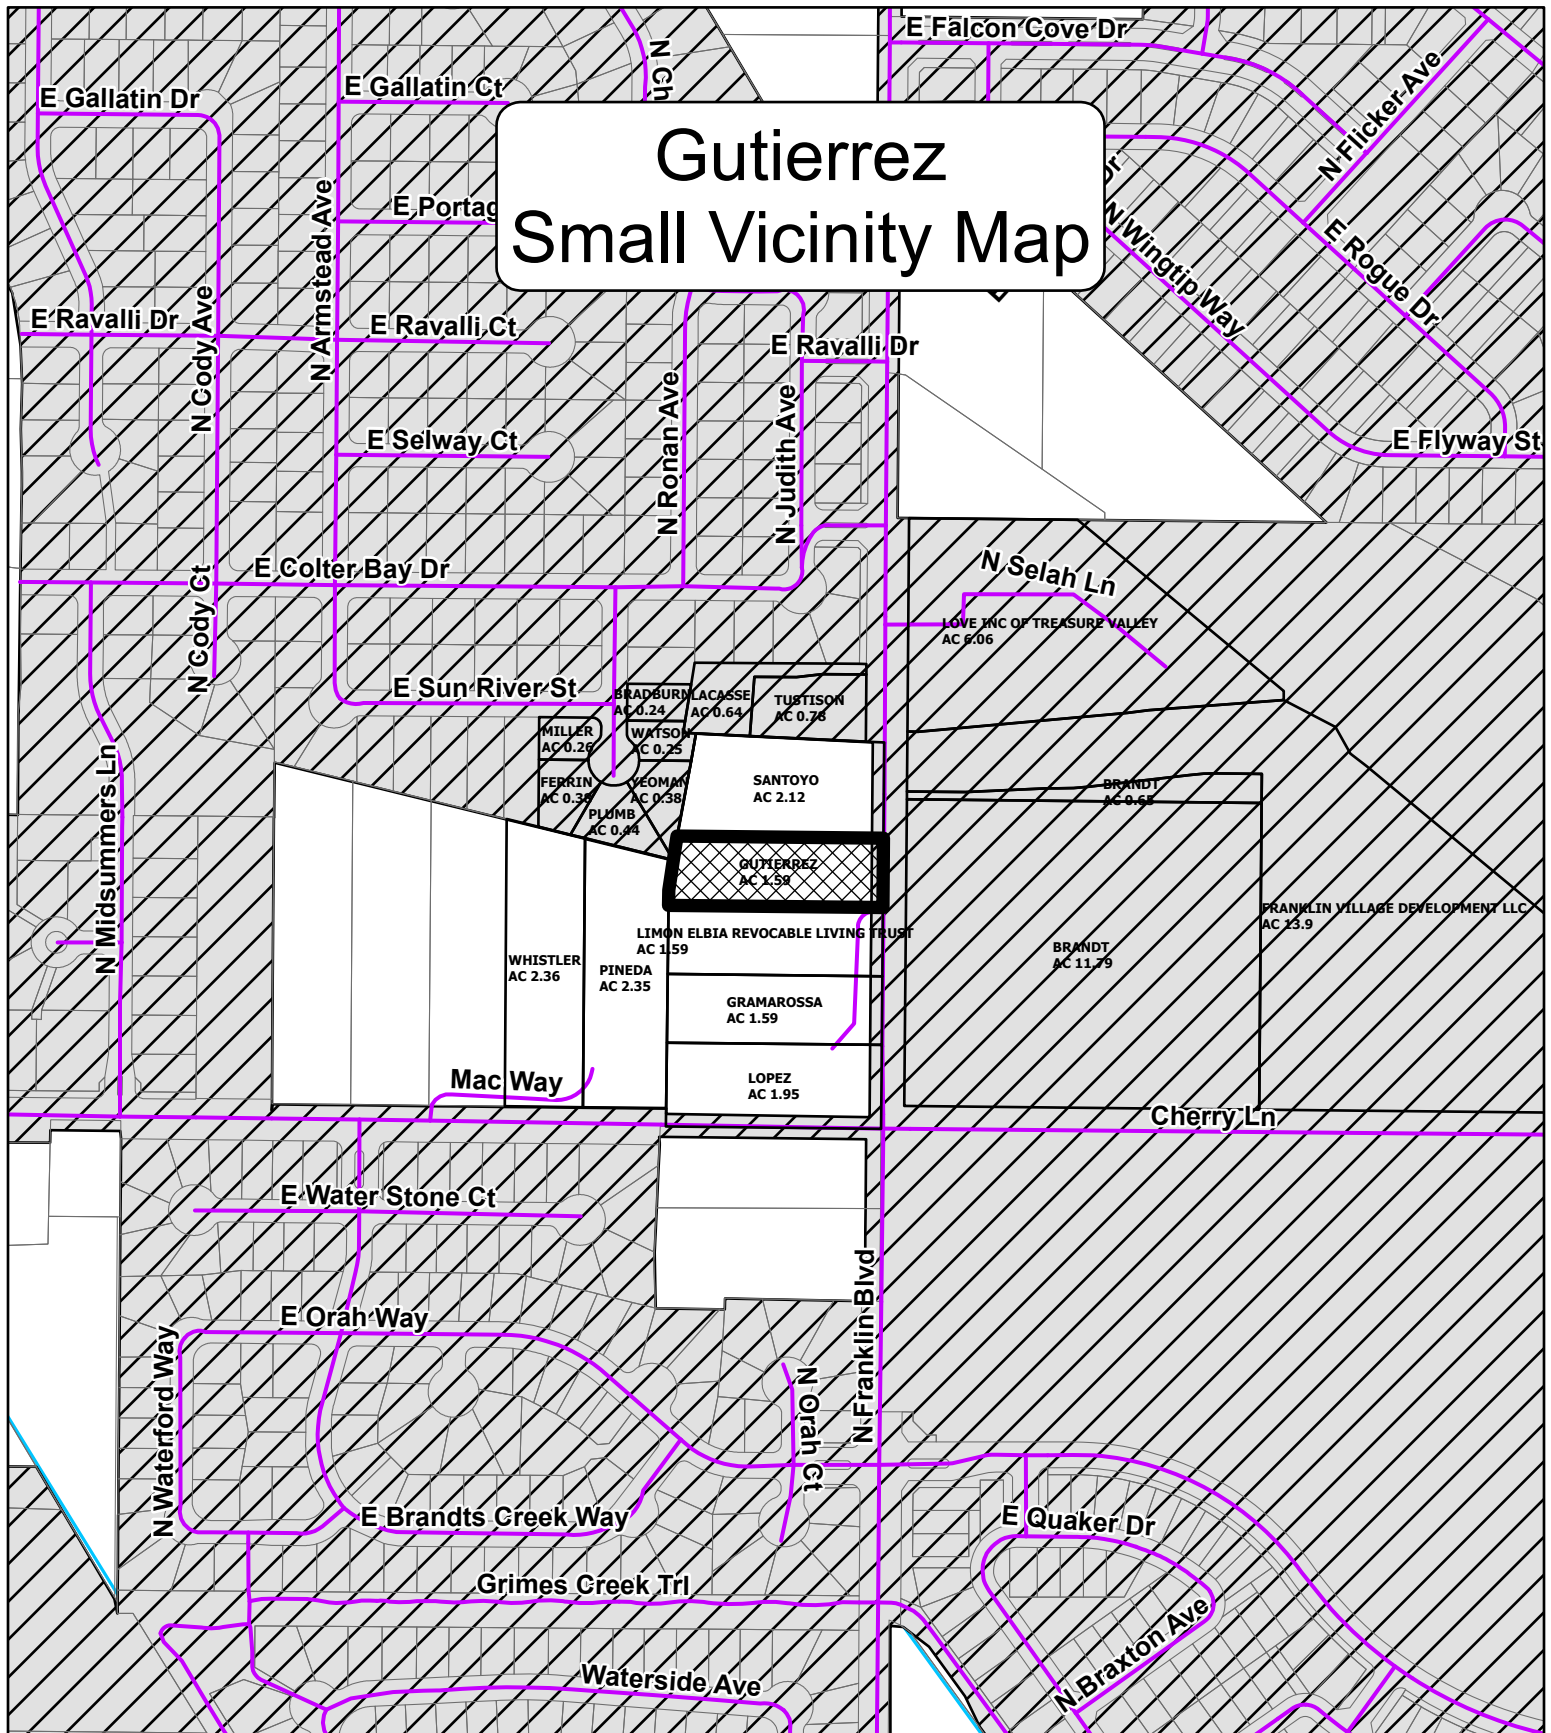 E Falcon Cove Dr
N Ch
E Gallatin Dr
E Gallatin Ct
N Flicker Ave
Gutierrez
Small Vicinity Map
Dr
N Wingtip Way
E Rogue Dr
N Armstead Ave
E Portag
E Ravalli Dr
N Cody Ave
E Ravalli Ct
E Ravalli Dr
N Ronan Ave
N Judith Ave
E Selway Ct
E Flyway St
E Colter Bay Dr
N Cody Ct
N Selah Ln
LOVE INC OF TREASURE VALLEY
AC 6.06
E Sun River St
BRADBURN
AC 0.24
LACASSE
AC 0.64
TUSTISON
AC 0.78
MILLER
AC 0.26
WATSON
AC 0.25
FERRIN
AC 0.38
YEOMAN
AC 0.38
PLUMB
AC 0.44
SANTOYO
AC 2.12
BRANDT
AC 0.65
N Midsummers Ln
GUTIERREZ
AC 1.59
FRANKLIN VILLAGE DEVELOPMENT LLC
AC 13.9
LIMON ELBIA REVOCABLE LIVING TRUST
AC 1.59
BRANDT
AC 11.79
WHISTLER
AC 2.36
PINEDA
AC 2.35
GRAMAROSSA
AC 1.59
LOPEZ
AC 1.95
Mac Way
Cherry Ln
E Water Stone Ct
N Franklin Blvd
E Orah Way
N Waterford Way
N Orah Ct
E Brandts Creek Way
E Quaker Dr
Grimes Creek Trl
N Braxton Ave
Waterside Ave